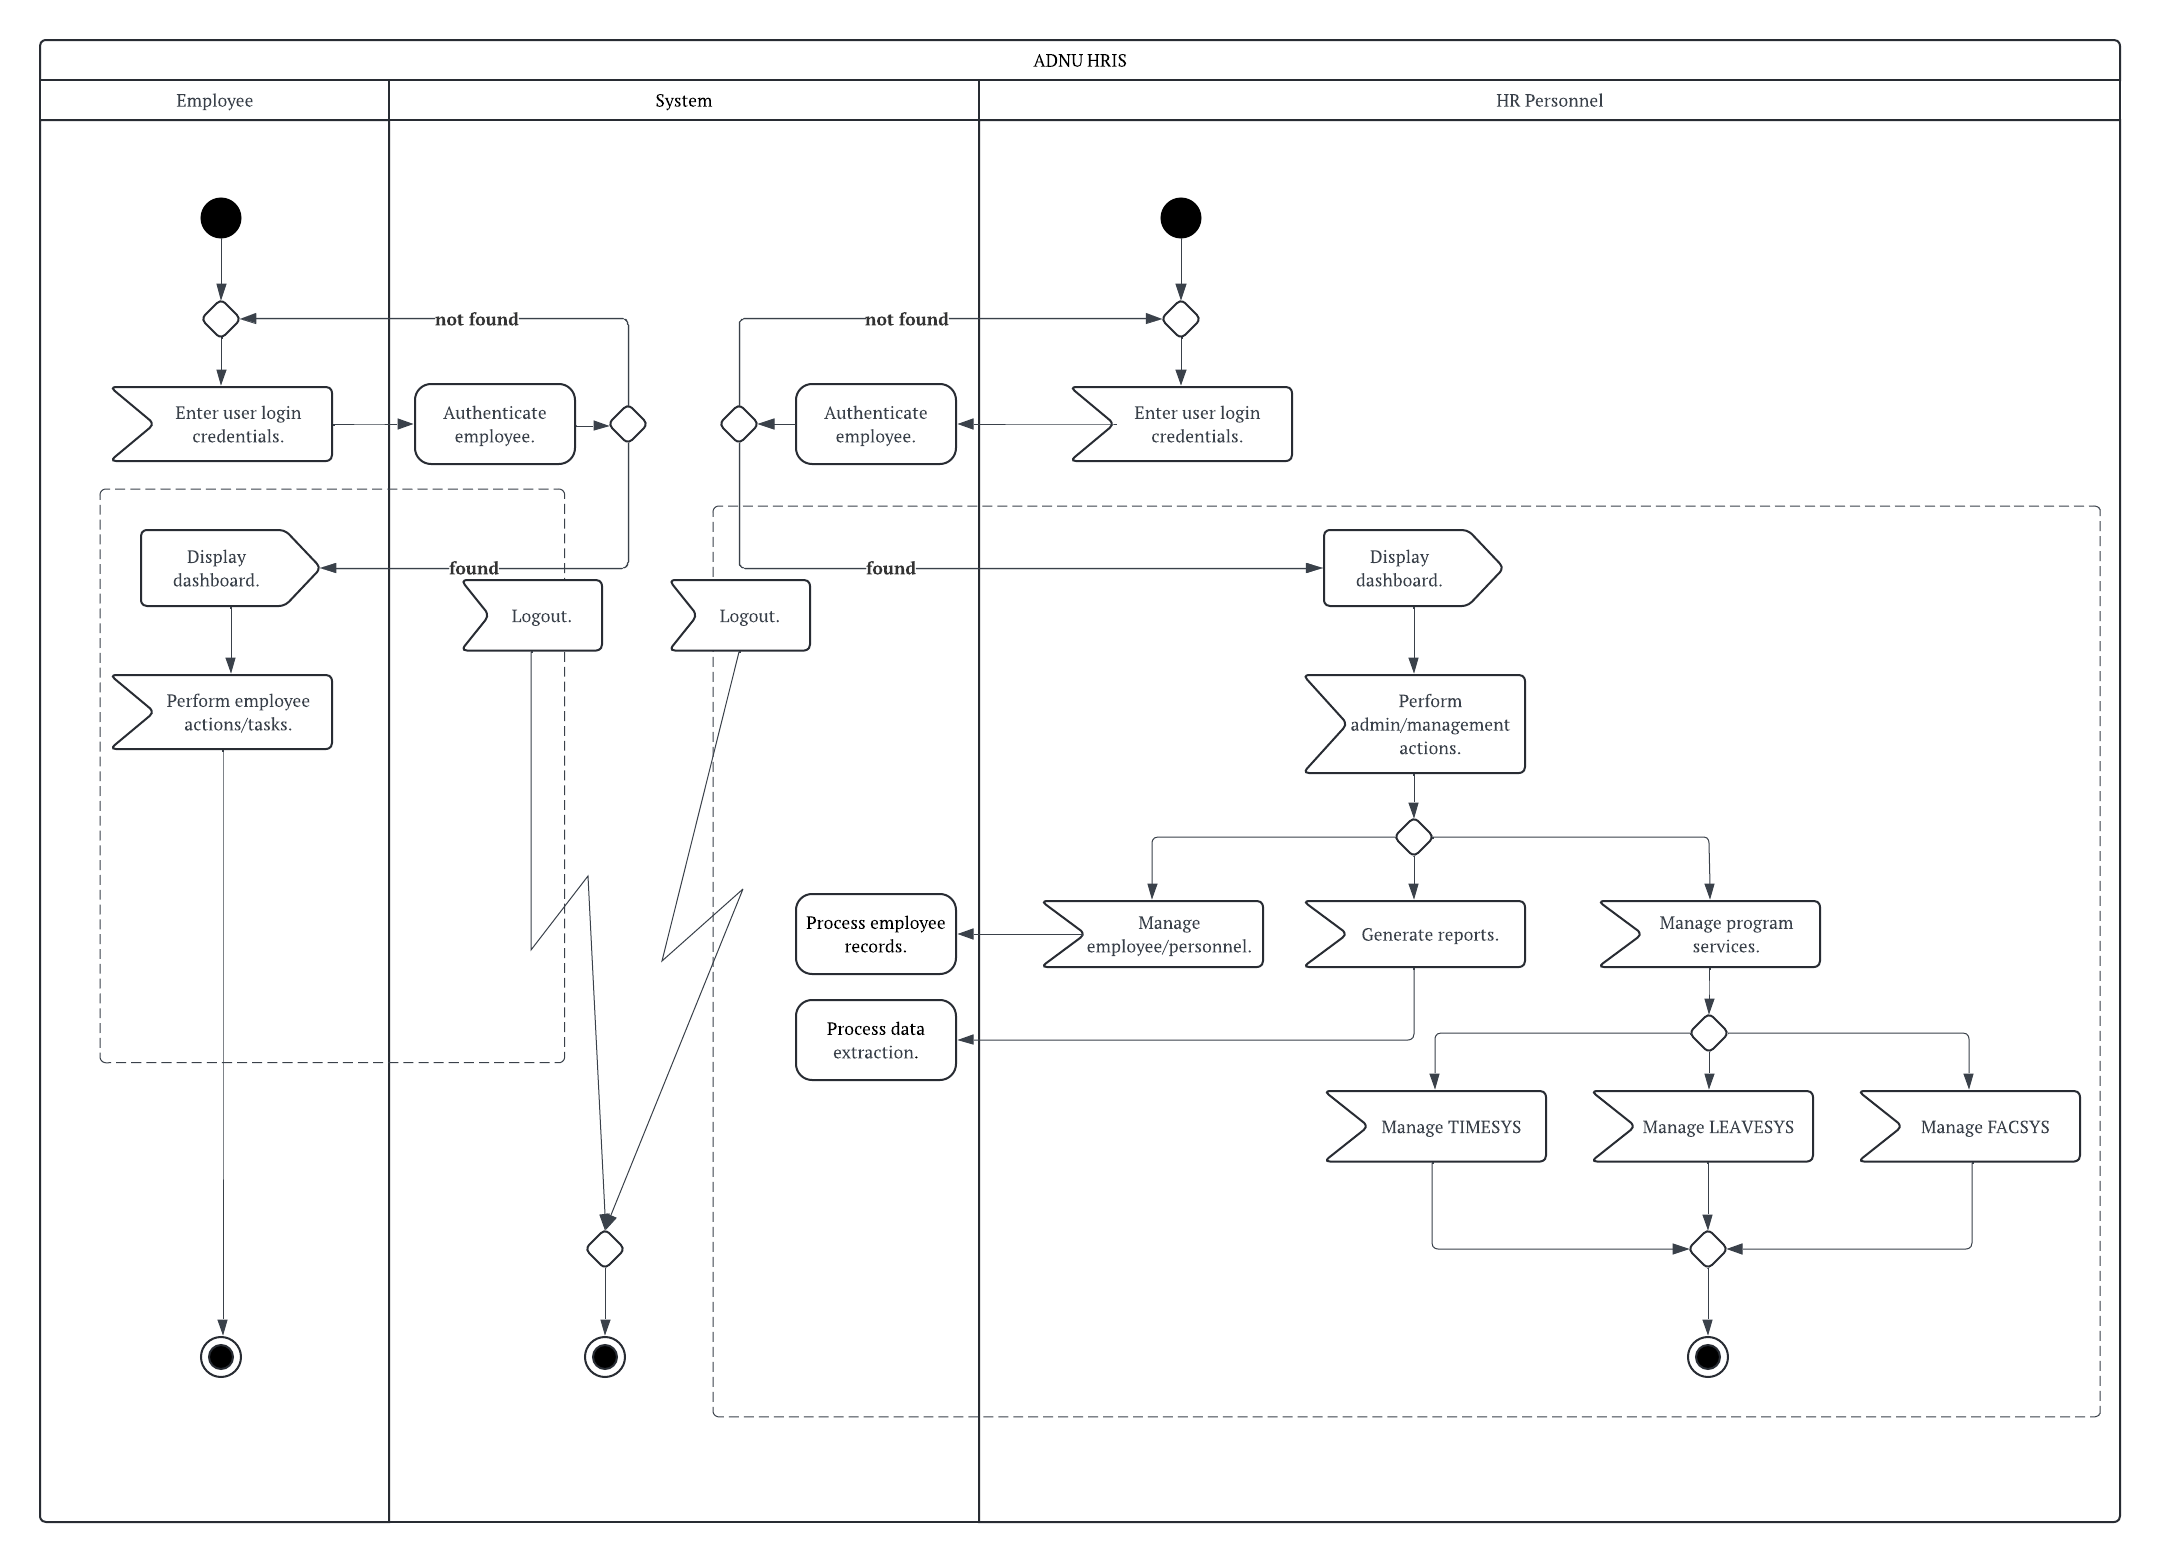 ADNU HRIS
Employee
System
HR Personnel
not found
not found
Enter user login
credentials.
Authenticate
employee.
Authenticate
employee.
Enter user login
credentials.
Display
dashboard.
found
found
Display
dashboard.
Logout.
Logout.
Perform employee
actions/tasks.
Perform
admin/management
actions.
Process employee
records.
Manage
employee/personnel.
Generate reports.
Manage program
services.
Process data
extraction.
Manage TIMESYS
Manage LEAVESYS
Manage FACSYS